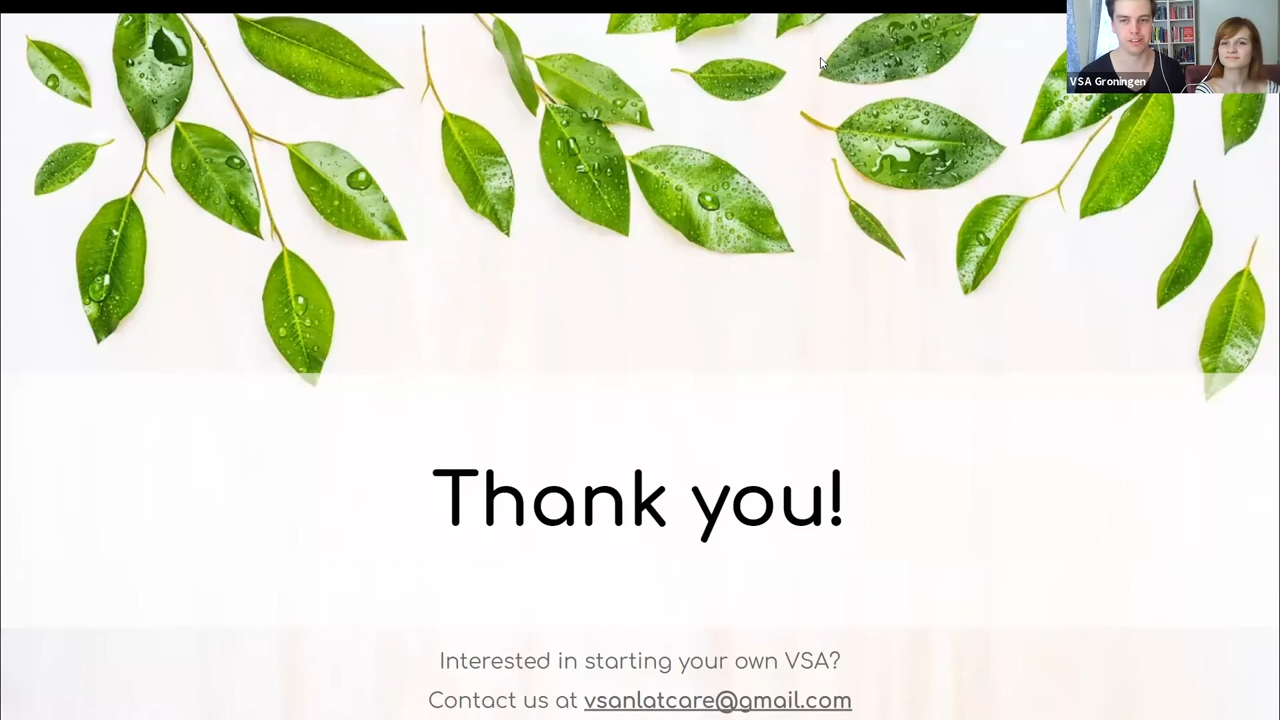 VSA Groningen
Thank you!
Interested in starting your own VSA?
Contact us at vsanlatcare@gmail.com